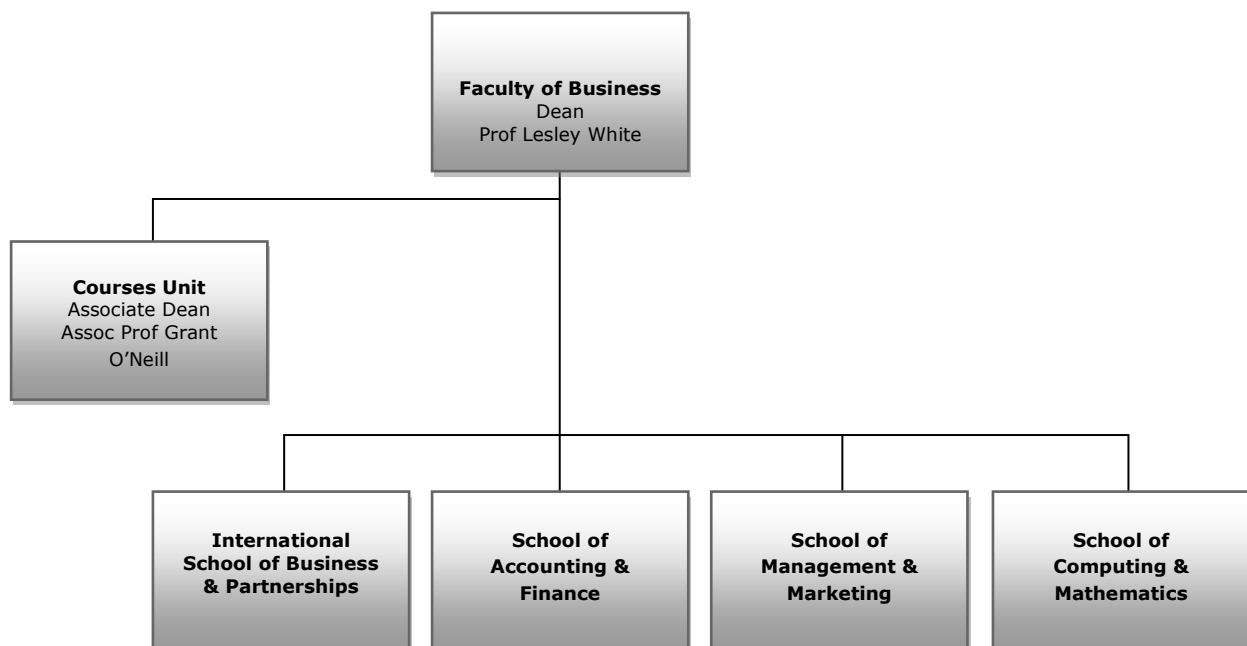 Faculty of Business
Dean
Prof Lesley White
Courses Unit
Associate Dean
Assoc Prof Grant
O’Neill
International
School of Business
& Partnerships
School of
Accounting &
Finance
School of
Management &
Marketing
School of
Computing &
Mathematics